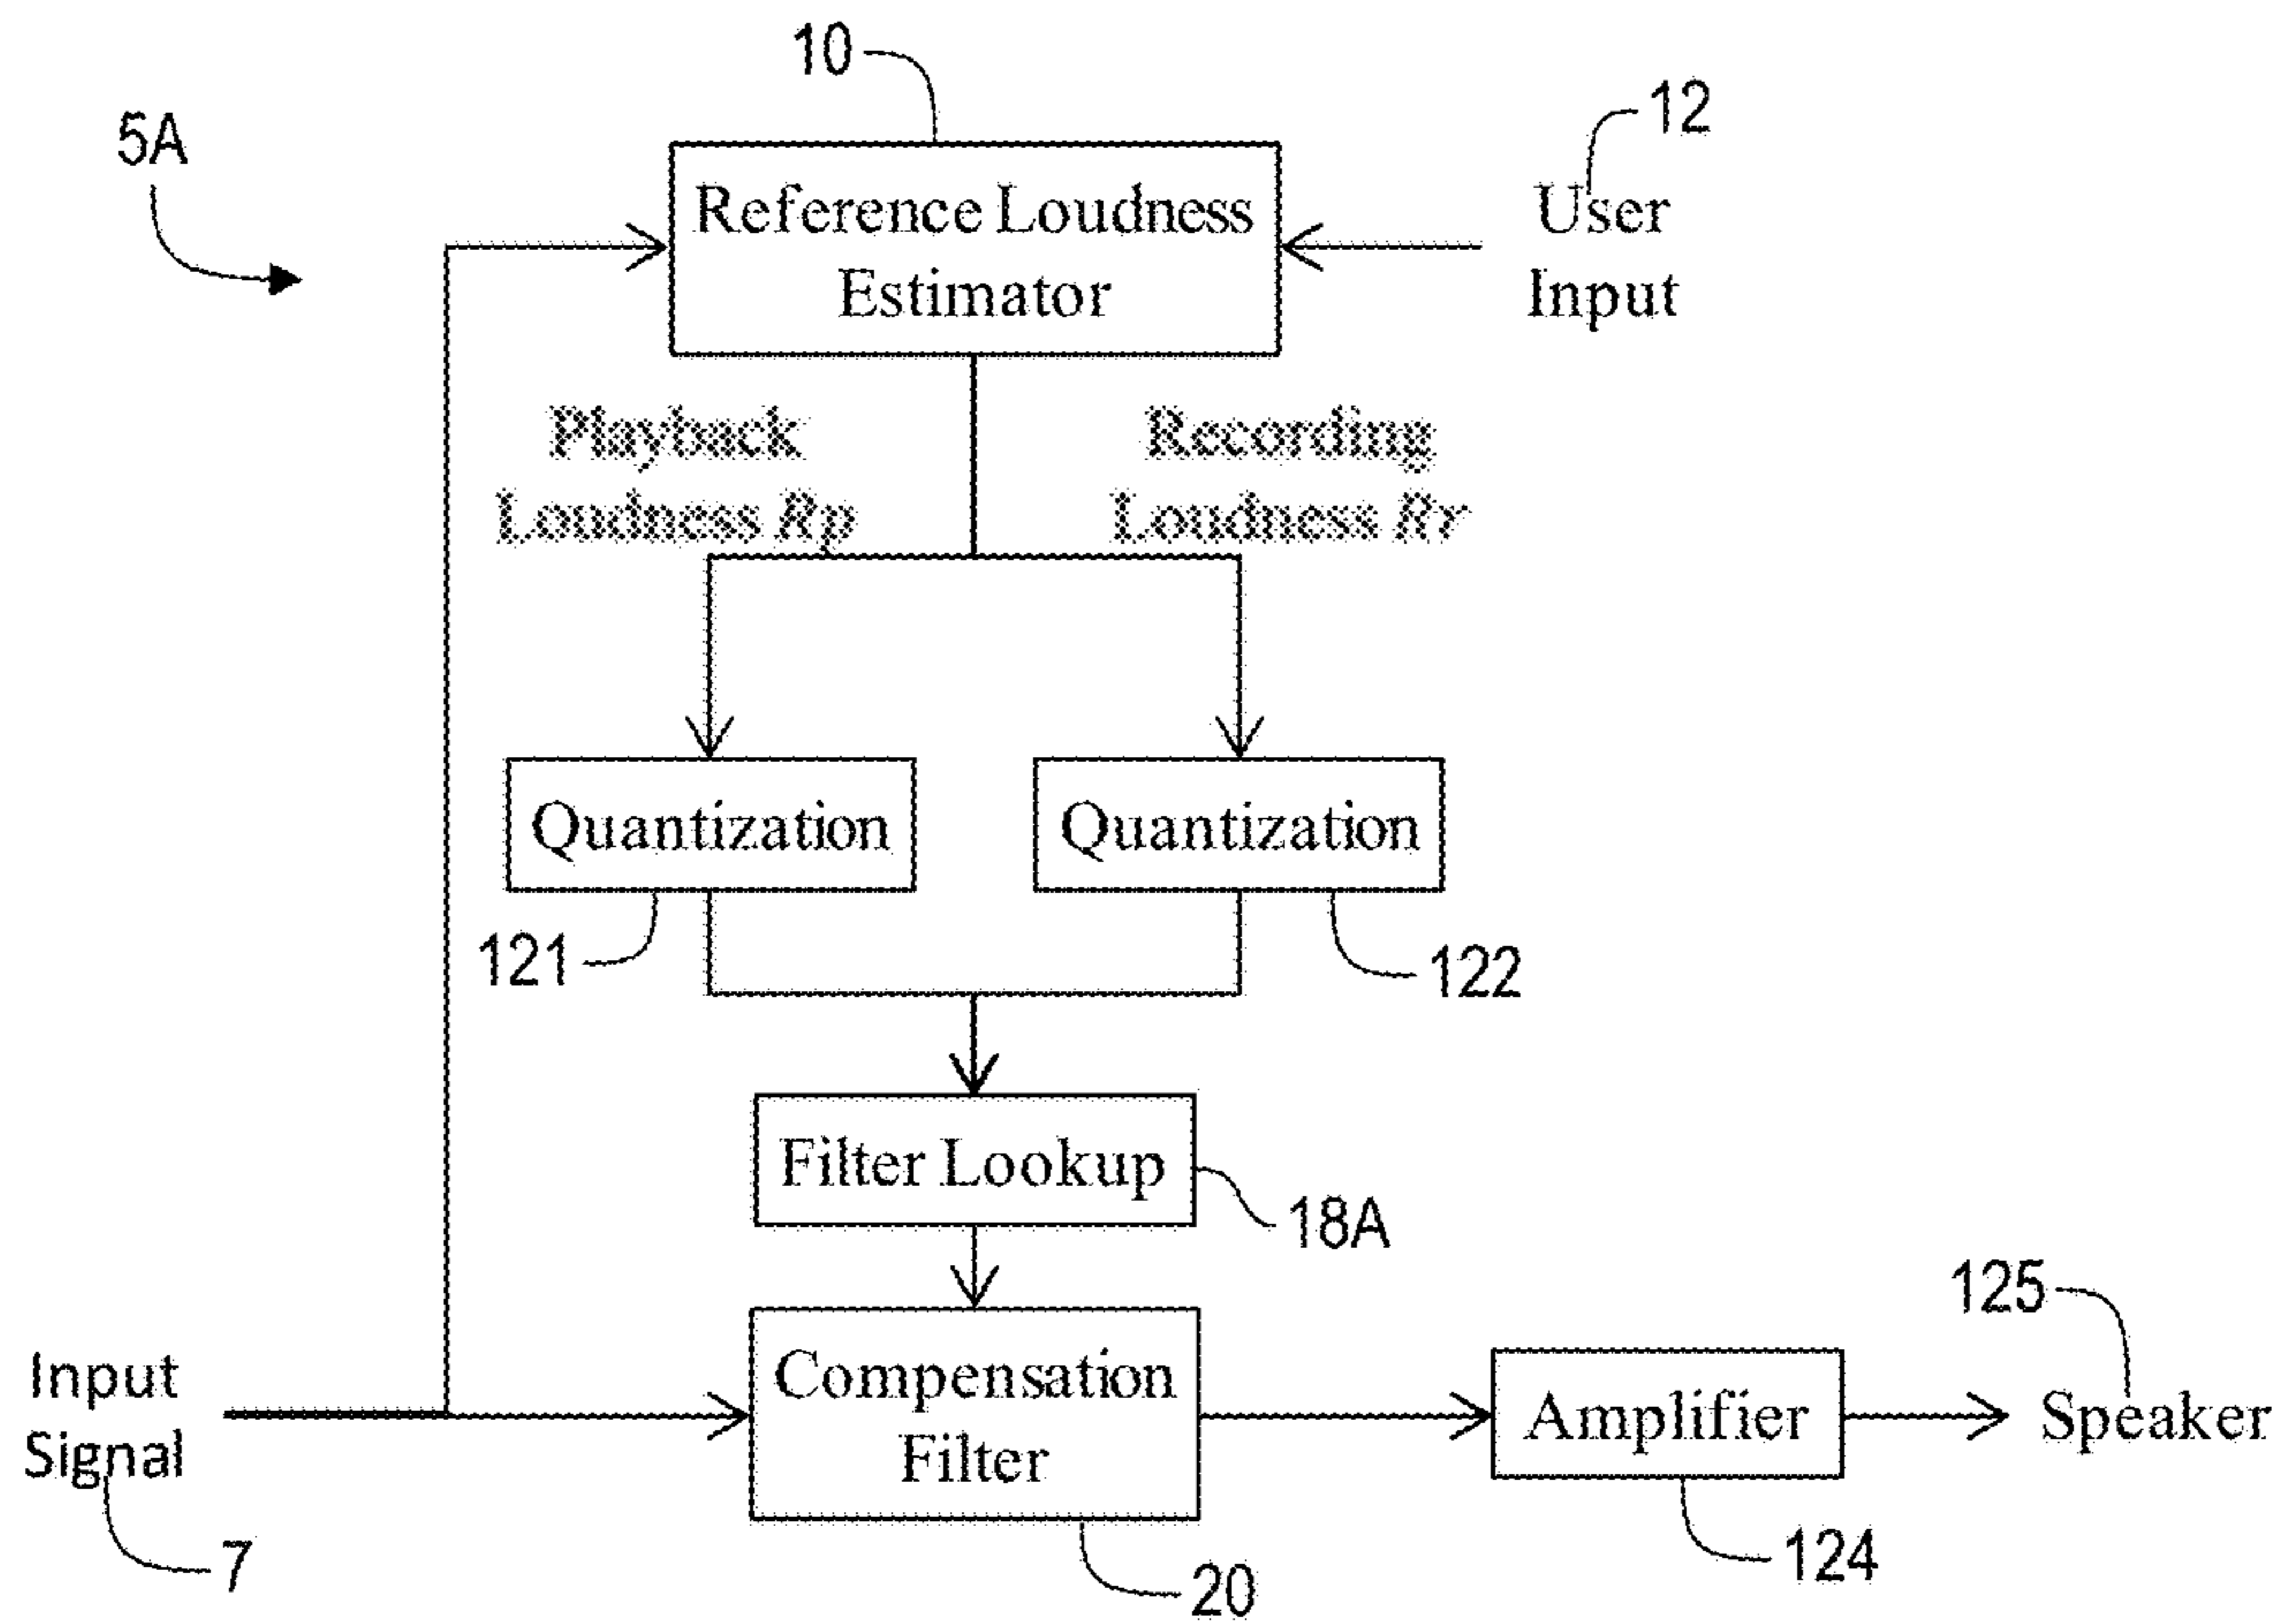 10
12
5A
Reference Loudness
Estimator
User
Input
Playback
Loudness Rp
Recording
Loudness Rr
Quantization
Quantization
121
122
Filter Lookup
18A
125
Input
Signal
Compensation
Filter
Amplifier
Speaker
7
20
124